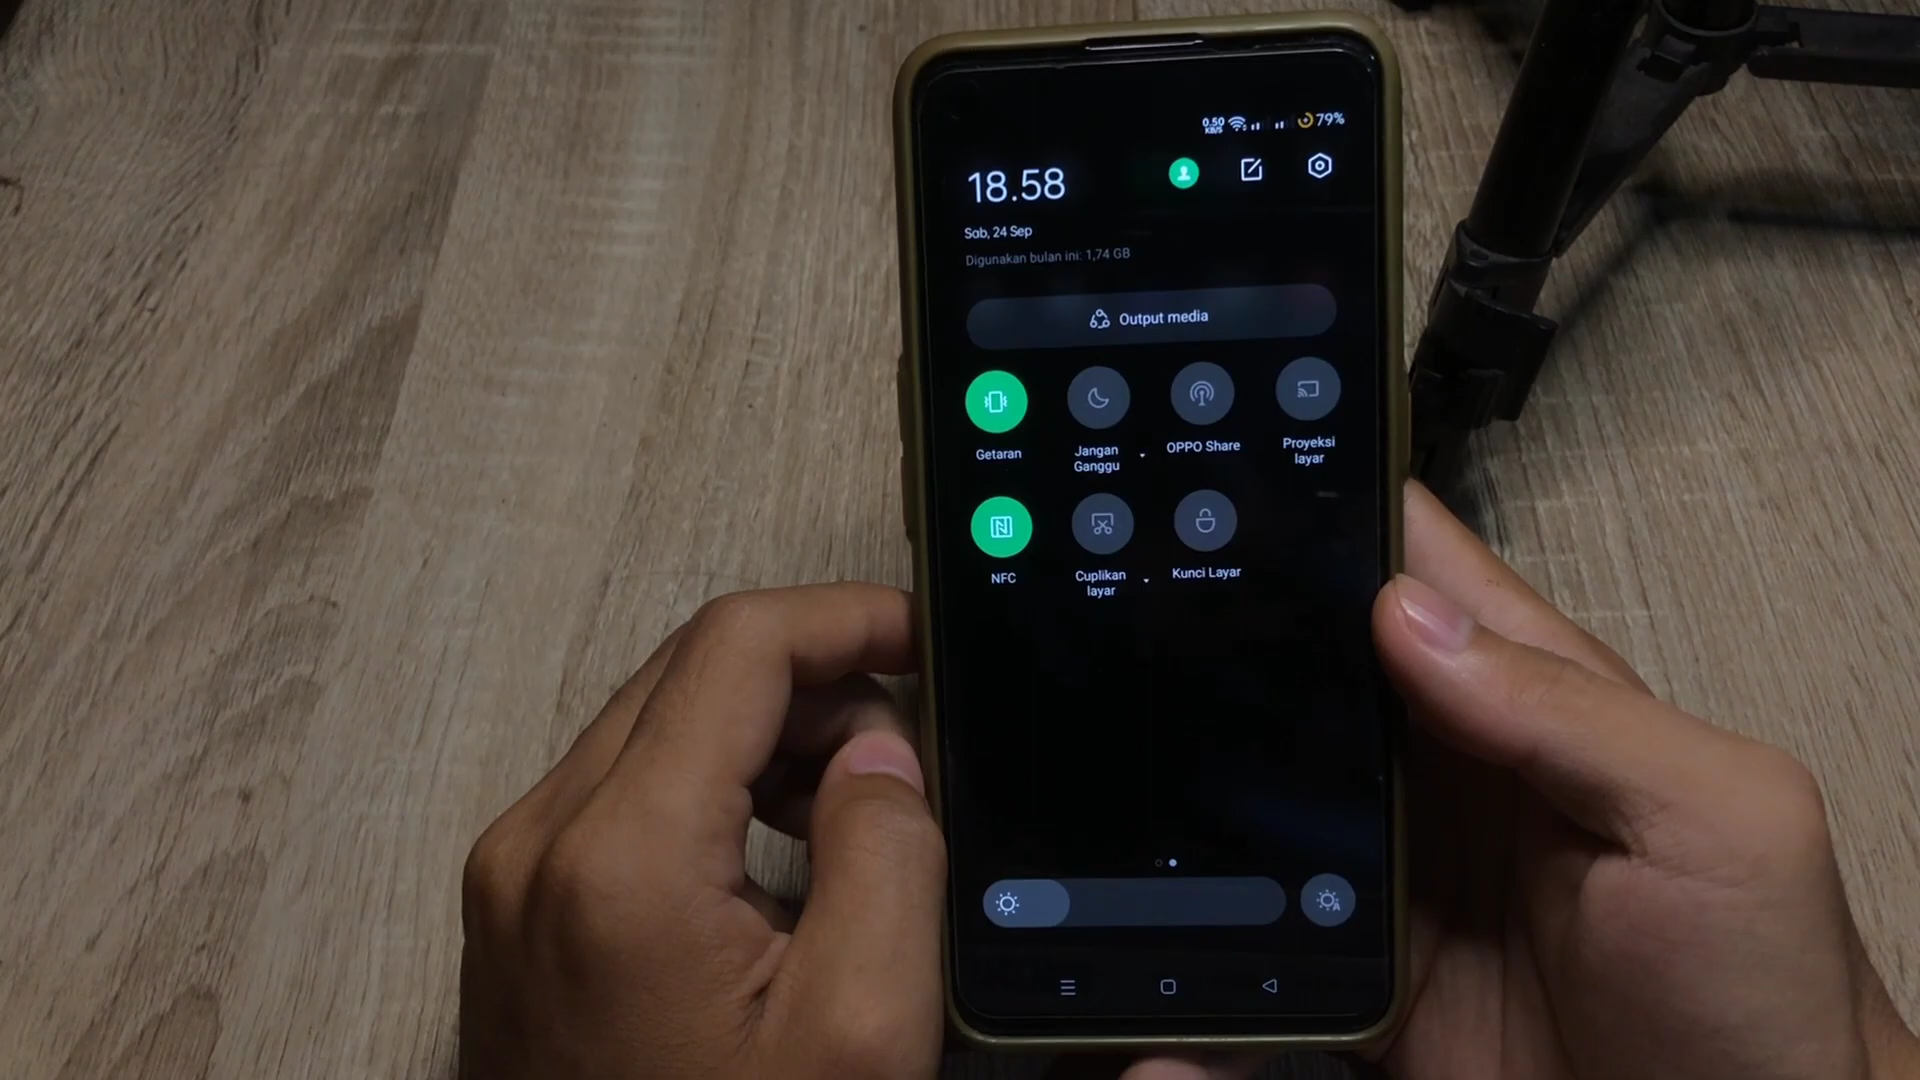 0.50 KB/S 79%
18.58
Sab, 24 Sep
Digunakan bulan ini: 1,74 GB
Output media
Getaran
Jangan
Ganggu
OPPO Share
Proyeksi
layar
NFC
Cuplikan
layar
Kunci Layar